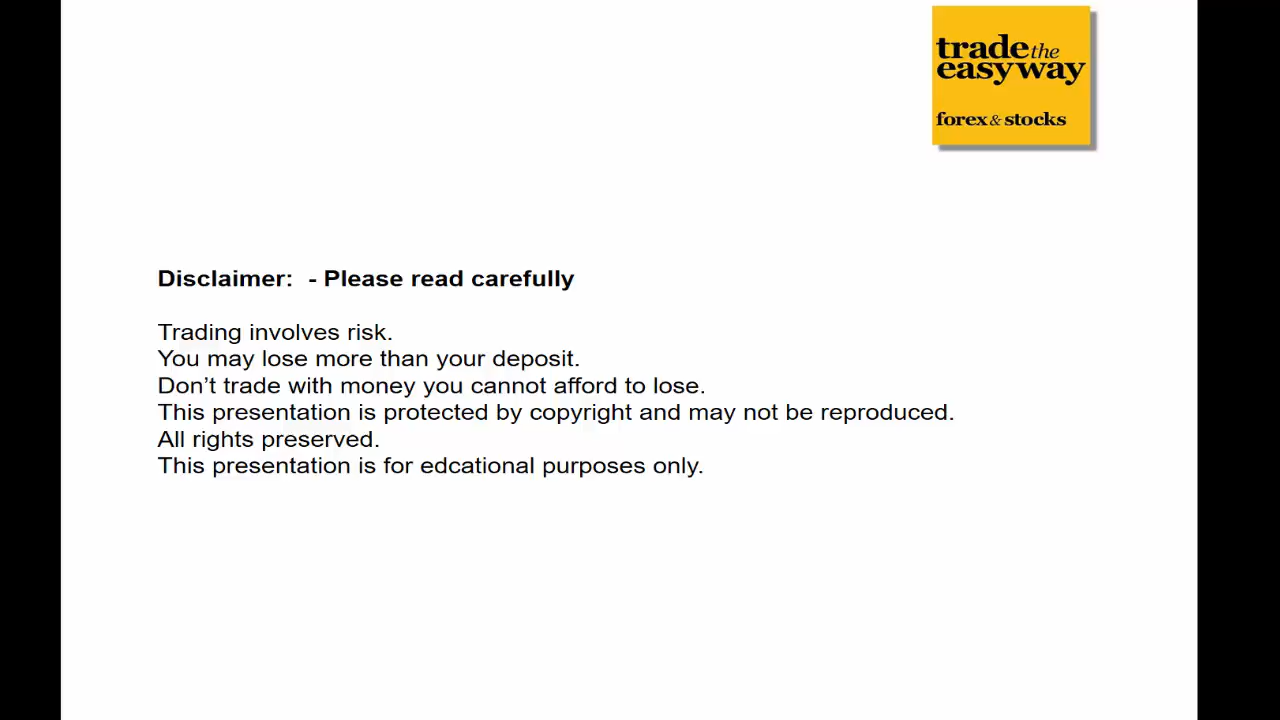 trade the
easyway
forex & stocks
Disclaimer:  - Please read carefully
Trading involves risk.
You may lose more than your deposit.
Don’t trade with money you cannot afford to lose.
This presentation is protected by copyright and may not be reproduced.
All rights preserved.
This presentation is for edcational purposes only.